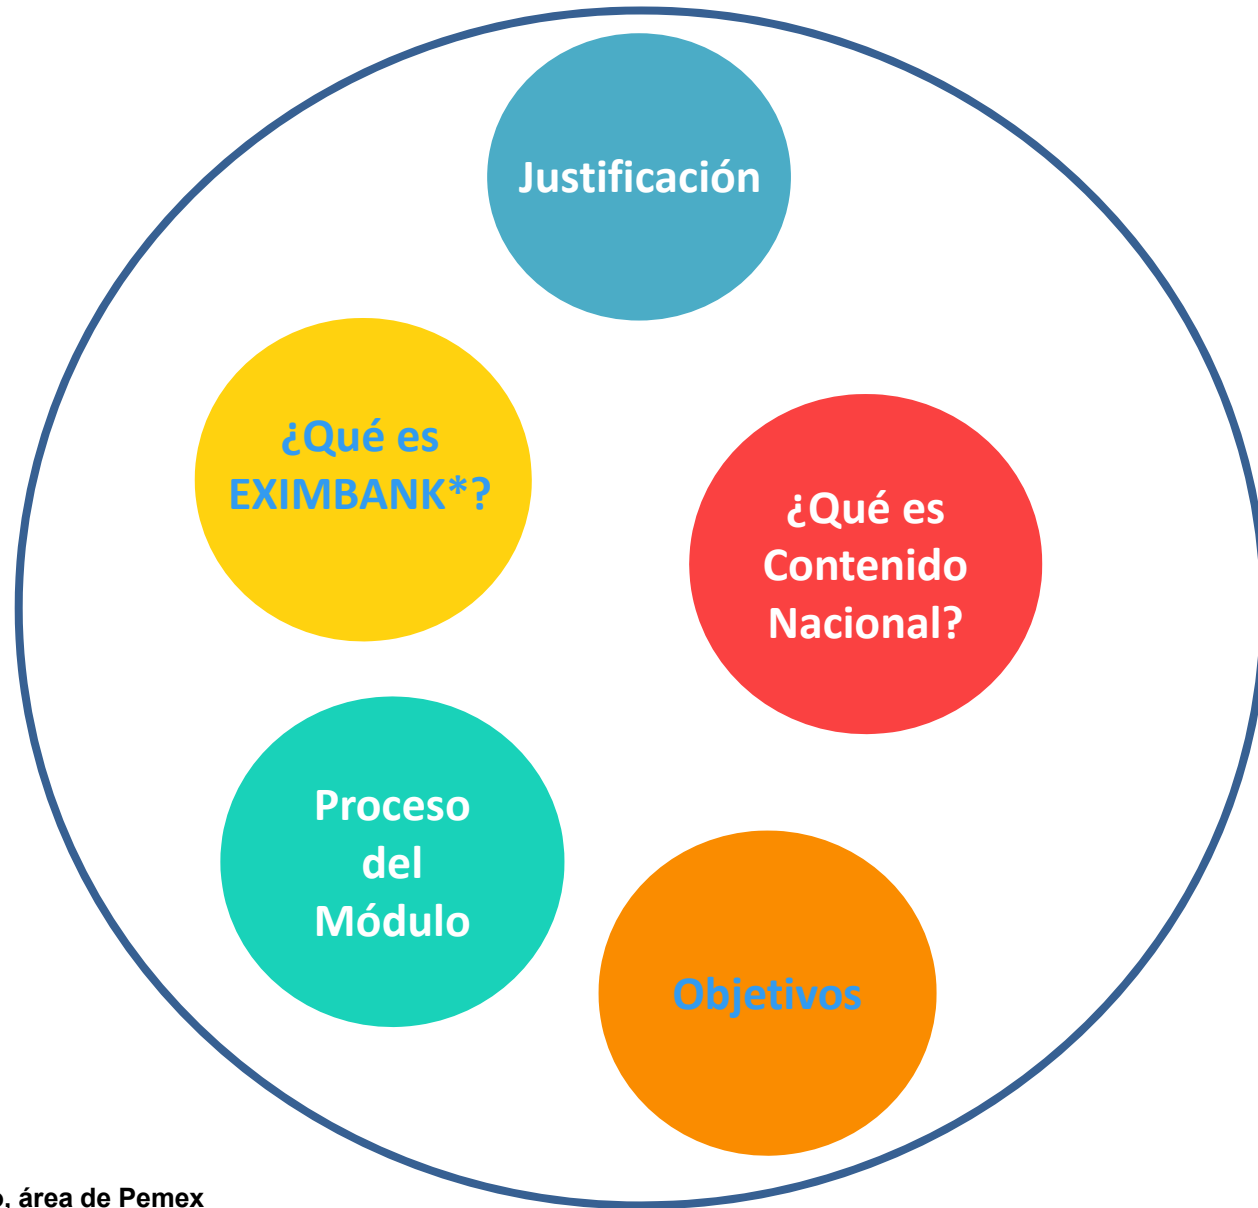 Justificación
¿Qué es
EXIMBANK*?
¿Qué es
Contenido
Nacional?
Proceso
del
Módulo
Objetivos
, área de Pemex